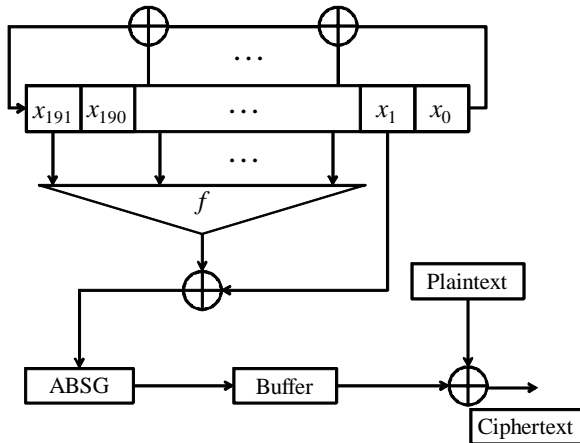 ...
x191 x190 ... x1 x0
...
f
Plaintext
ABSG Buffer
Ciphertext